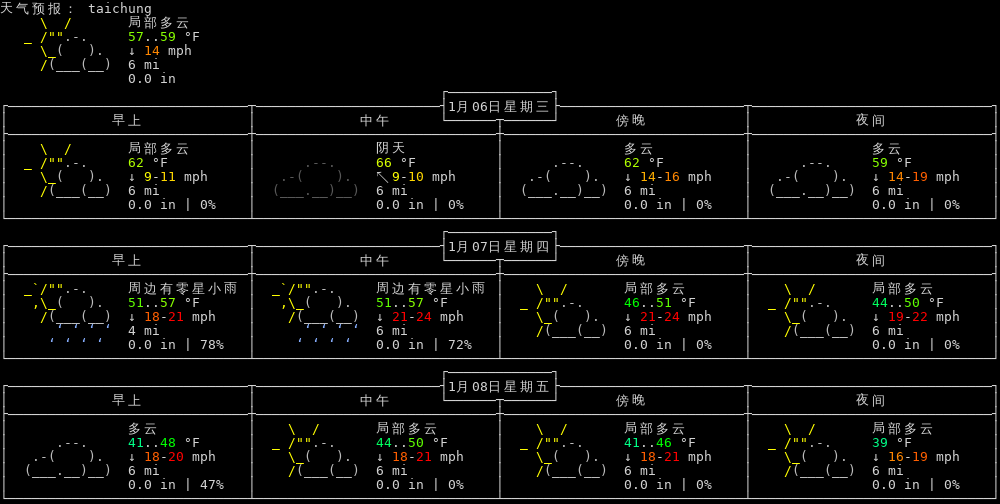 天气预报： taichung
局部多云
57..59 °F
↓ 14 mph
6 mi
0.0 in
1月06日星期三
早上 中午 傍晚 夜间
局部多云 阴天 多云 多云
62 °F 66 °F 62 °F 59 °F
↓ 9-11 mph ↖ 9-10 mph ↓ 14-16 mph ↓ 14-19 mph
6 mi 6 mi 6 mi 6 mi
0.0 in | 0% 0.0 in | 0% 0.0 in | 0% 0.0 in | 0%
1月07日星期四
早上 中午 傍晚 夜间
周边有零星小雨 周边有零星小雨 局部多云 局部多云
51..57 °F 51..57 °F 46..51 °F 44..50 °F
↓ 18-21 mph ↓ 21-24 mph ↓ 21-24 mph ↓ 19-22 mph
4 mi 6 mi 6 mi 6 mi
0.0 in | 78% 0.0 in | 72% 0.0 in | 0% 0.0 in | 0%
1月08日星期五
早上 中午 傍晚 夜间
多云 局部多云 局部多云 局部多云
41..48 °F 44..50 °F 41..46 °F 39 °F
↓ 18-20 mph ↓ 18-21 mph ↓ 18-21 mph ↓ 16-19 mph
6 mi 6 mi 6 mi 6 mi
0.0 in | 47% 0.0 in | 0% 0.0 in | 0% 0.0 in | 0%